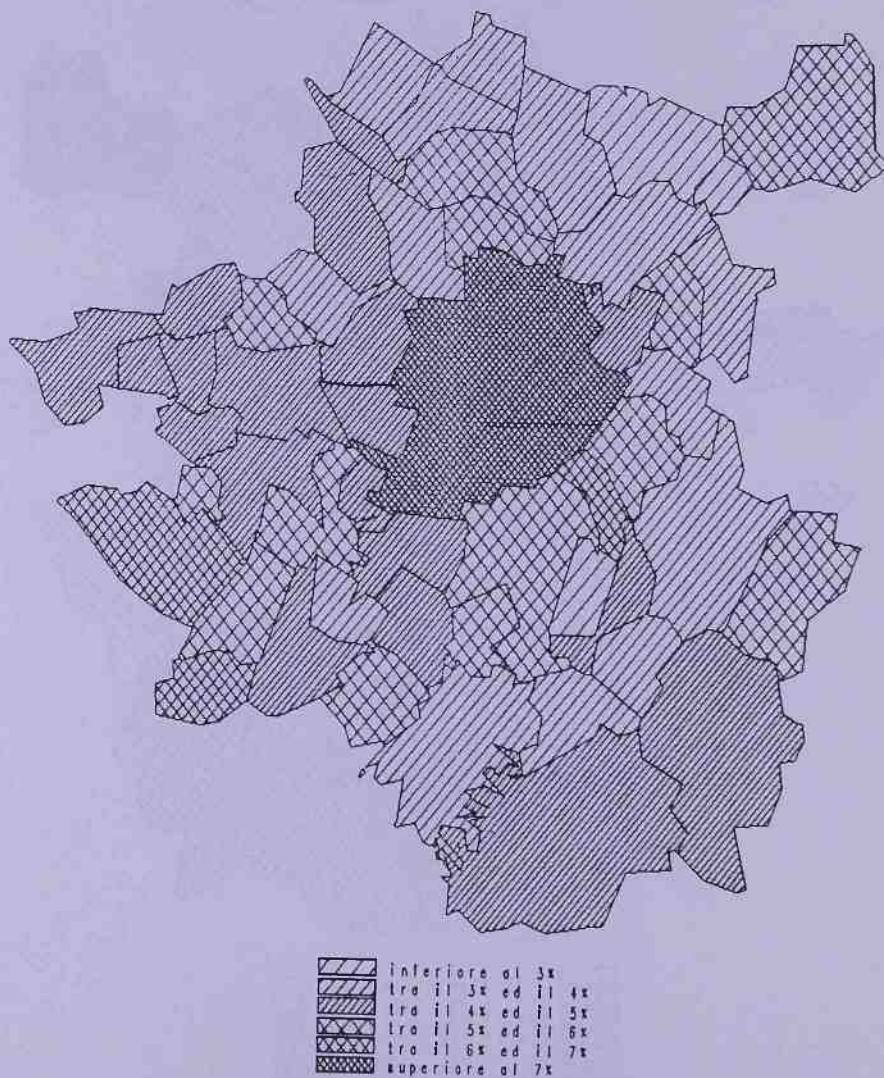 inferiore al 3%
tra il 3% ed il 4%
tra il 4% ed il 5%
tra il 5% ed il 6%
tra il 6% ed il 7%
superiore al 7%